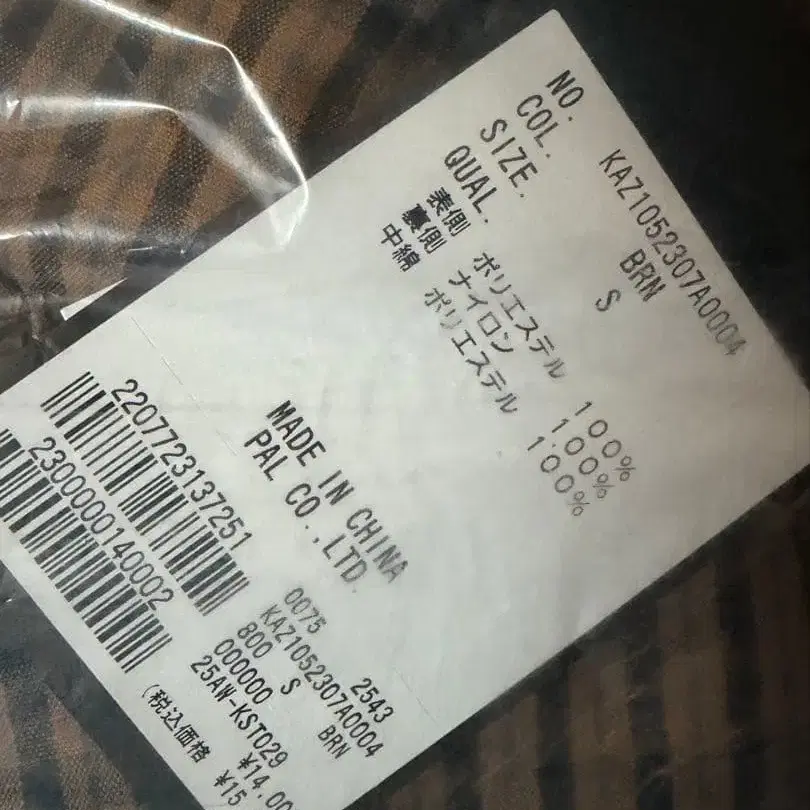 NO. KAZ1052307A0004
COL. BRN
SIZE. S
QUAL.
表側 ポリエステル 100%
裏側 ナイロン 100%
中綿 ポリエステル 100%
MADE IN CHINA
PAL CO.,LTD.
2207723137251
2300000140002
0075 2543
KAZ1052307A0004
800 S BRN
000000
25AW-KST029
¥14,00
(税込価格 ¥15